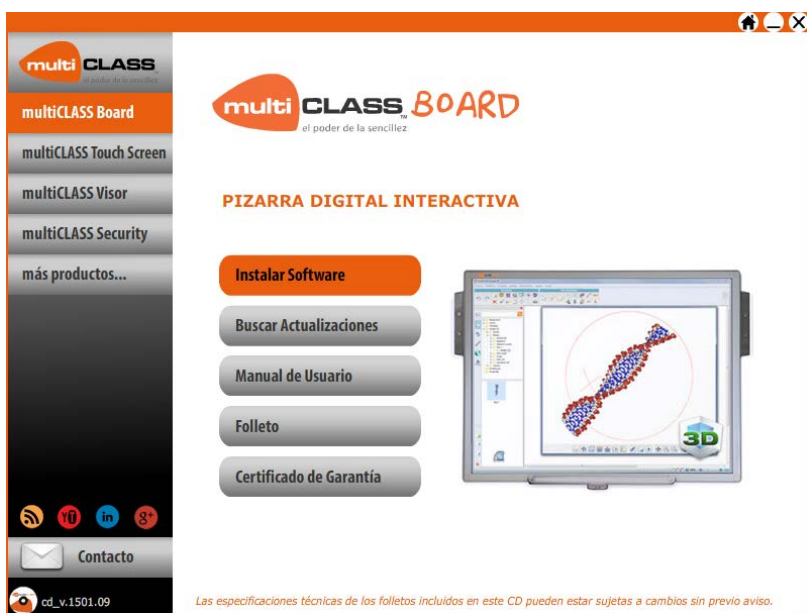 multi CLASS
el poder de la sencillez
multiCLASS Board
multiCLASS Touch Screen
multiCLASS Visor
multiCLASS Security
más productos...
Contacto
cd_v.1501.09
multi CLASS™ BOARD
el poder de la sencillez
PIZARRA DIGITAL INTERACTIVA
Instalar Software
Buscar Actualizaciones
Manual de Usuario
Folleto
Certificado de Garantía
3D
Las especificaciones técnicas de los folletos incluidos en este CD pueden estar sujetas a cambios sin previo aviso.